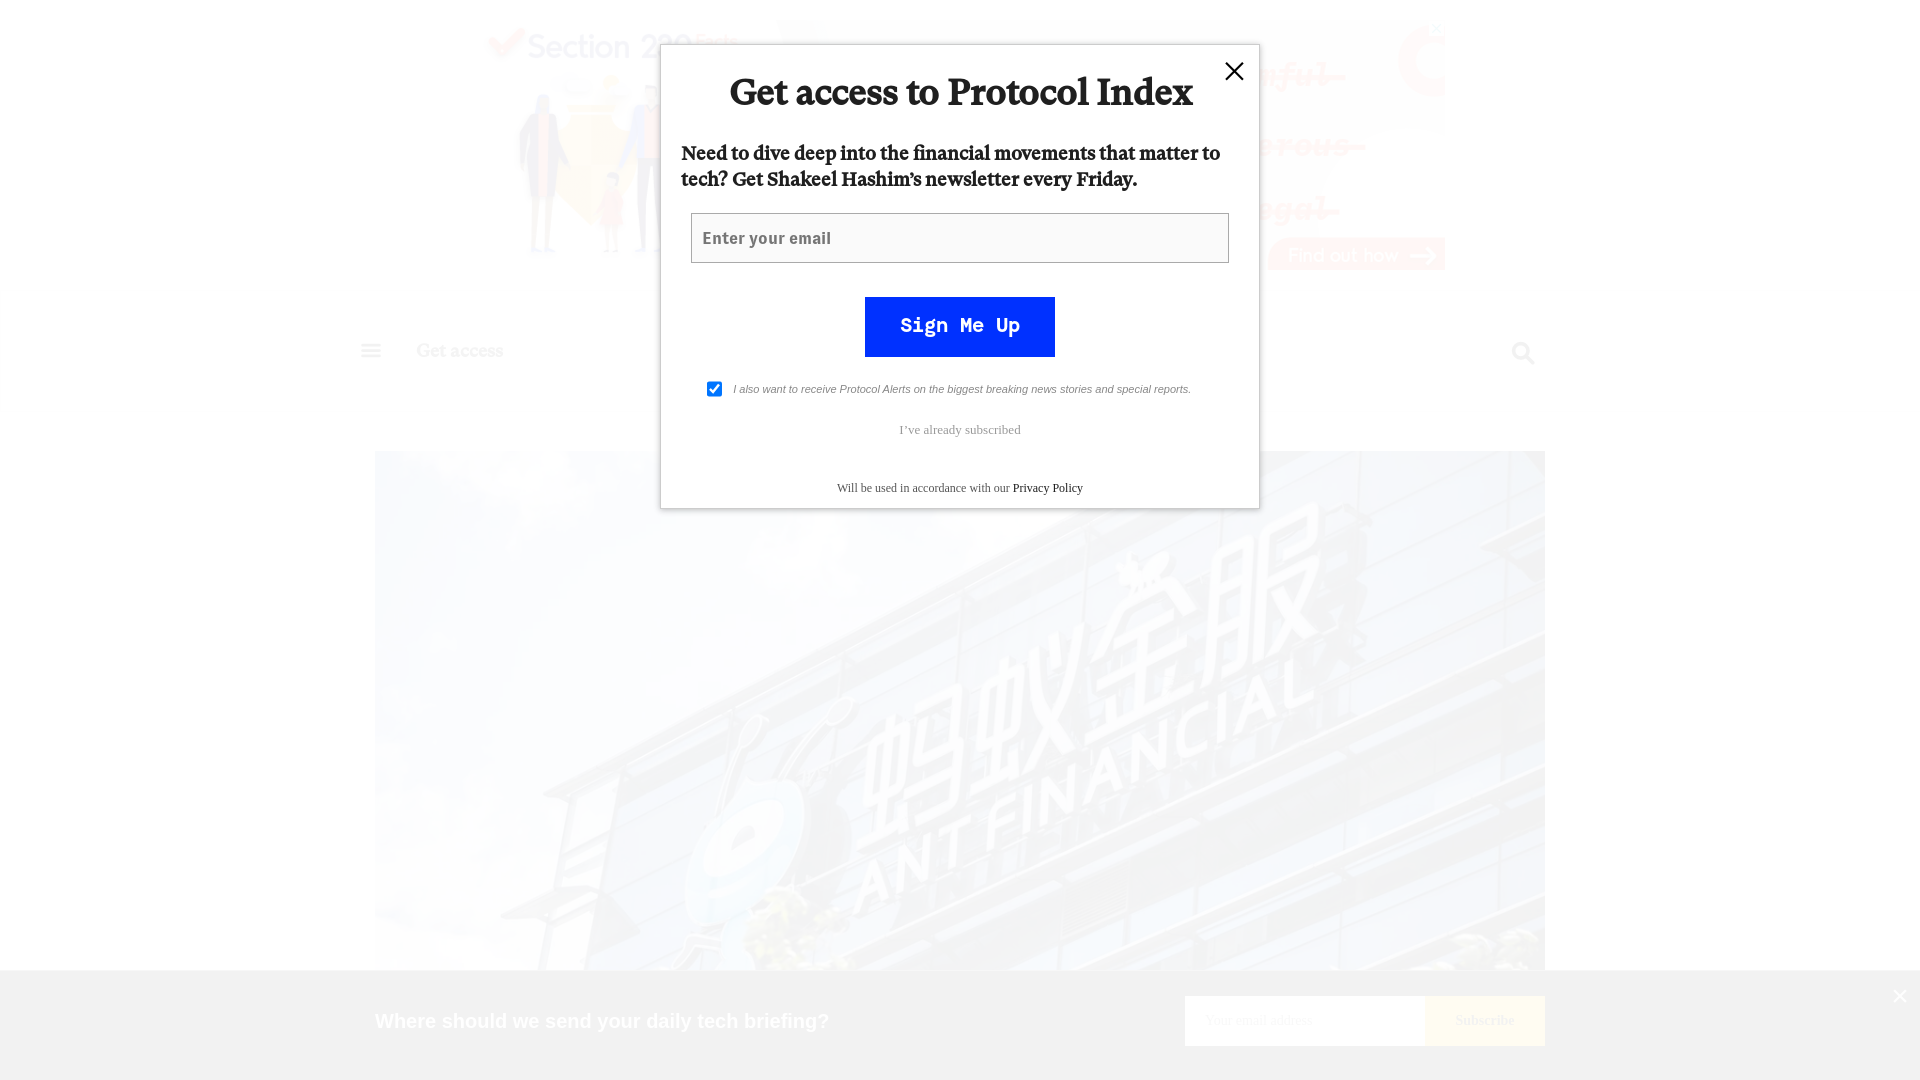 Section 230 Facts
Get access to Protocol Index
Need to dive deep into the financial movements that matter to
tech? Get Shakeel Hashim’s newsletter every Friday.
Enter your email
Sign Me Up
I also want to receive Protocol Alerts on the biggest breaking news stories and special reports.
I’ve already subscribed
Will be used in accordance with our Privacy Policy
Find out how
Get access
蚂蚁金服
ANT FINANCIAL
Where should we send your daily tech briefing?
Your email address
Subscribe